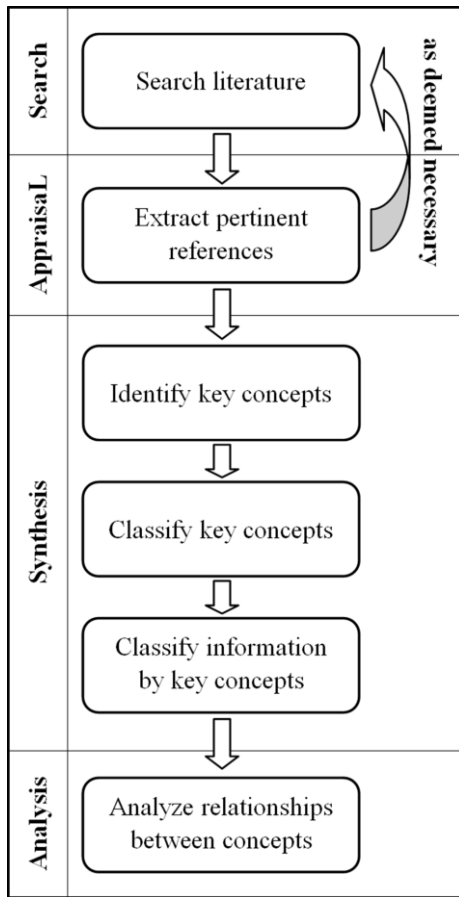 Search
Search literature
as deemed necessary
AppraisaL
Extract pertinent
references
Synthesis
Identify key concepts
Classify key concepts
Classify information
by key concepts
Analysis
Analyze relationships
between concepts